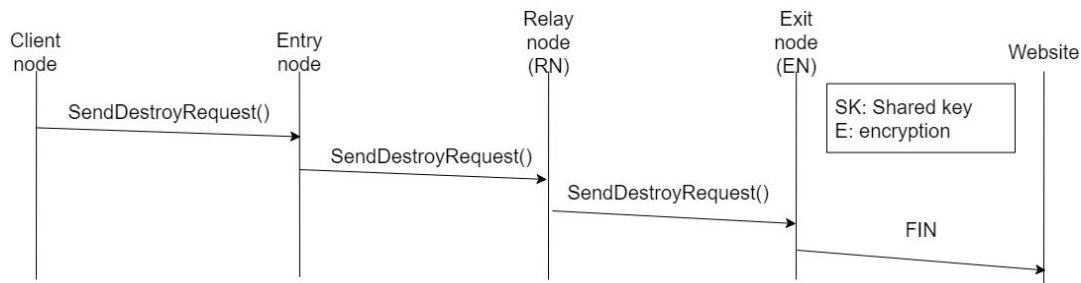 Client
node
Entry
node
Relay
node
(RN)
Exit
node
(EN)
Website
SK: Shared key
E: encryption
SendDestroyRequest()
SendDestroyRequest()
SendDestroyRequest()
FIN